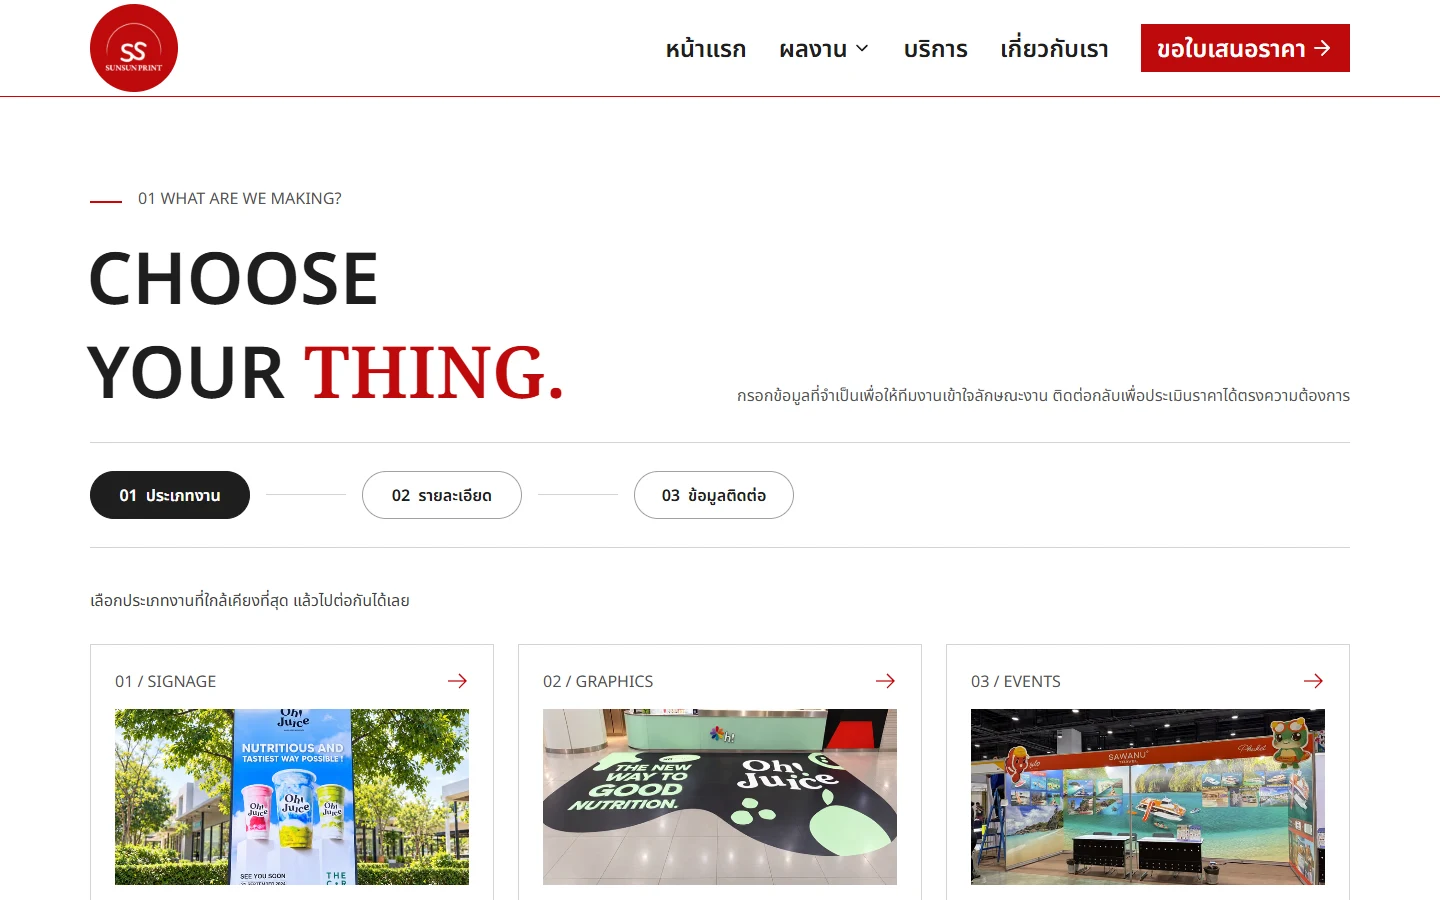 SS
SUNSUN PRINT
หน้าแรก
ผลงาน
บริการ
เกี่ยวกับเรา
ขอใบเสนอราคา
01 WHAT ARE WE MAKING?
CHOOSE
YOUR THING.
กรอกข้อมูลที่จำเป็นเพื่อให้ทีมงานเข้าใจลักษณะงาน ติดต่อกลับเพื่อประเมินราคาได้ตรงความต้องการ
01 ประเภทงาน
02 รายละเอียด
03 ข้อมูลติดต่อ
เลือกประเภทงานที่ใกล้เคียงที่สุด แล้วไปต่อกันได้เลย
01 / SIGNAGE
Oh!
Juice
NUTRITIOUS AND
TASTIEST WAY POSSIBLE!
Oh!
Juice
Oh!
Juice
Oh!
Juice
SEE YOU SOON
THE
02 / GRAPHICS
h!
THE NEW
WAY TO
GOOD
NUTRITION.
Oh!
Juice
03 / EVENTS
SAWANU
TRAVEL
Phuket